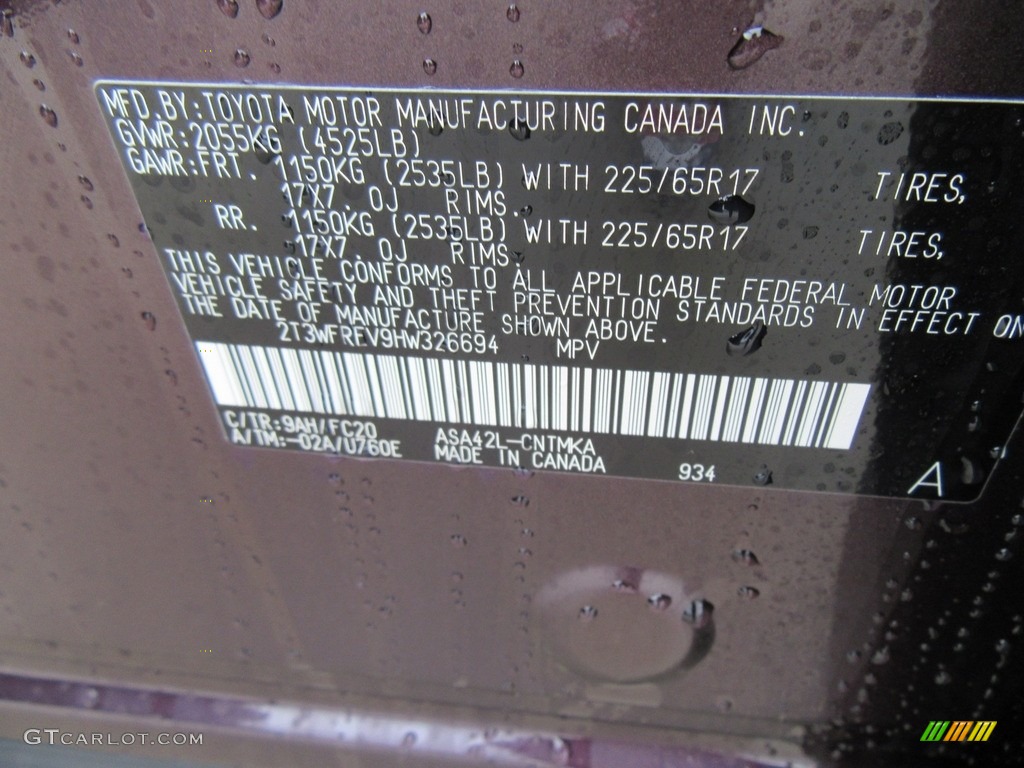 MFD.BY:TOYOTA MOTOR MANUFACTURING CANADA INC.
GVWR:2055KG (4525LB)
GAWR:FRT. 1150KG (2535LB) WITH 225/65R17 TIRES,
17X7.0J RIMS.
RR. 1150KG (2535LB) WITH 225/65R17 TIRES,
17X7.0J RIMS.
THIS VEHICLE CONFORMS TO ALL APPLICABLE FEDERAL MOTOR
VEHICLE SAFETY AND THEFT PREVENTION STANDARDS IN EFFECT ON
THE DATE OF MANUFACTURE SHOWN ABOVE.
2T3WFREV9HW326694 MPV
C/TR:9AH/FC20 ASA42L-CNTMKA
A/TM:-02A/U760E MADE IN CANADA 934 A
GTCARLOT.COM